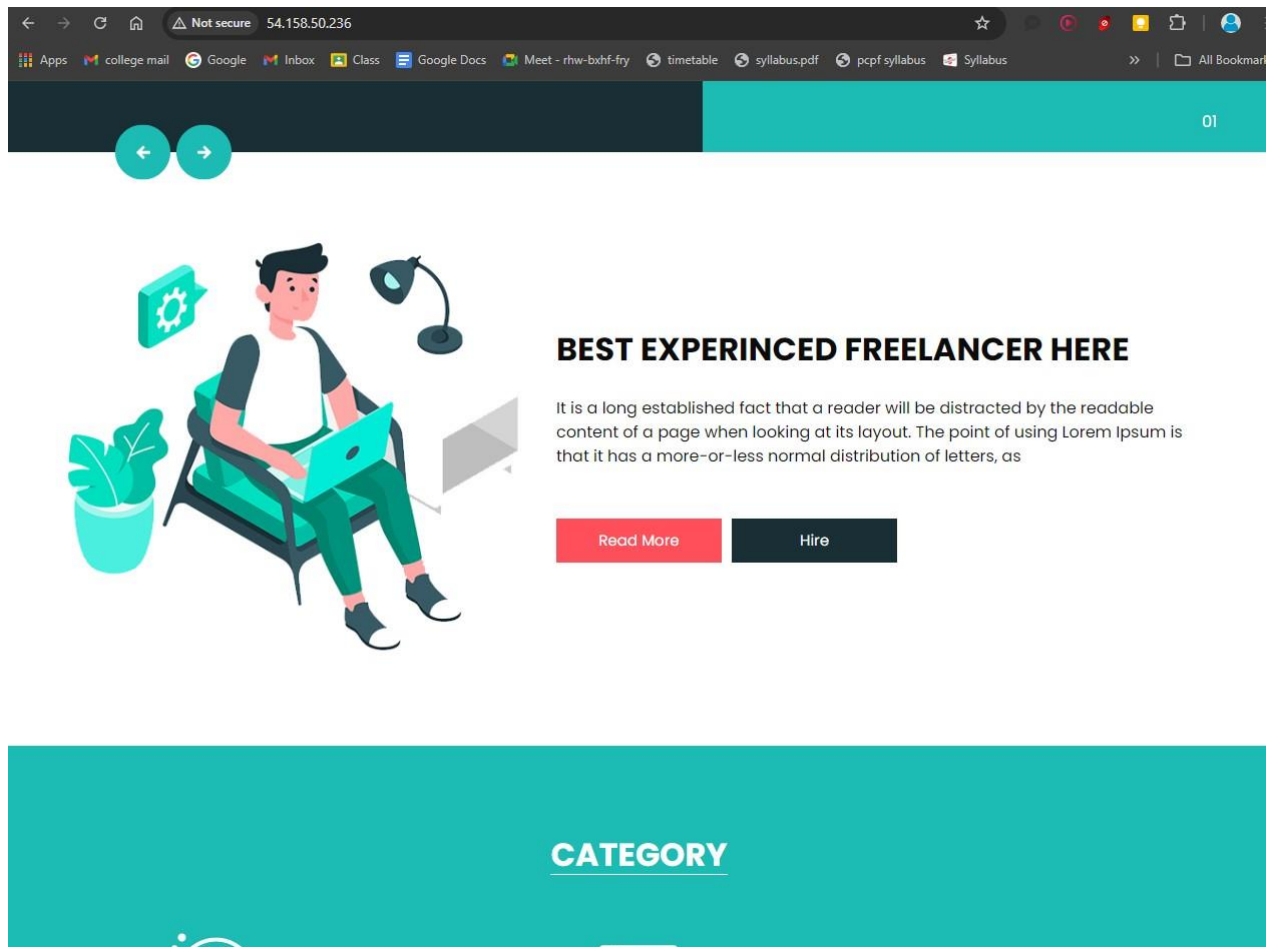 Not secure 54.158.50.236
Apps college mail Google Inbox Class Google Docs Meet - rhw-bxhf-fry timetable syllabus.pdf pcpf syllabus Syllabus » All Bookmar
01
BEST EXPERINCED FREELANCER HERE
It is a long established fact that a reader will be distracted by the readable
content of a page when looking at its layout. The point of using Lorem Ipsum is
that it has a more-or-less normal distribution of letters, as
Read More Hire
CATEGORY